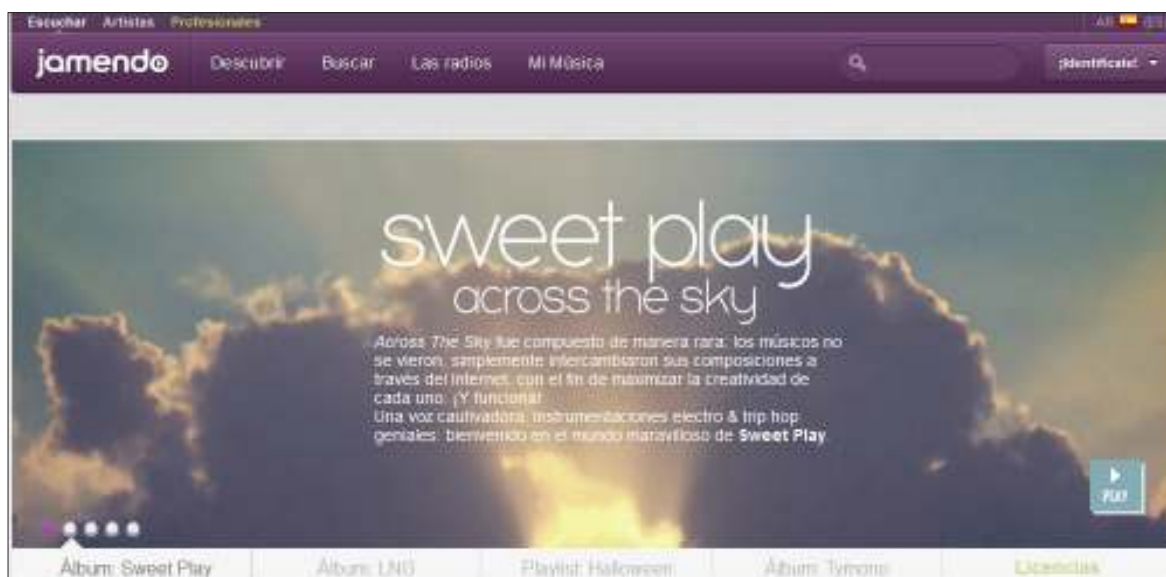 Escuchar Artistas Profesionales
jamendo Descubrir Buscar Las radios Mi Música ¡Identifícate!
sweet play
across the sky
Across The Sky fue compuesto de manera rara: los músicos no
se vieron, simplemente intercambiaron sus composiciones a
través del Internet, con el fin de maximizar la creatividad de
cada uno. ¡Y funciona!
Una voz cautivadora, instrumentaciones electro & trip hop
geniales: bienvenido en el mundo maravilloso de Sweet Play
PLAY
Álbum: Sweet Play Álbum: LNG Playlist: Halloween Álbum: Tymono Licencias